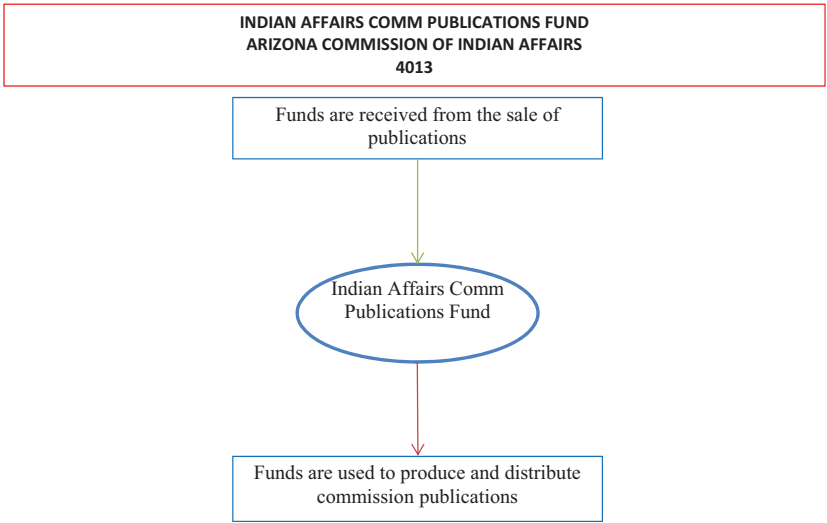 INDIAN AFFAIRS COMM PUBLICATIONS FUND
ARIZONA COMMISSION OF INDIAN AFFAIRS
4013
Funds are received from the sale of
publications
Indian Affairs Comm
Publications Fund
Funds are used to produce and distribute
commission publications